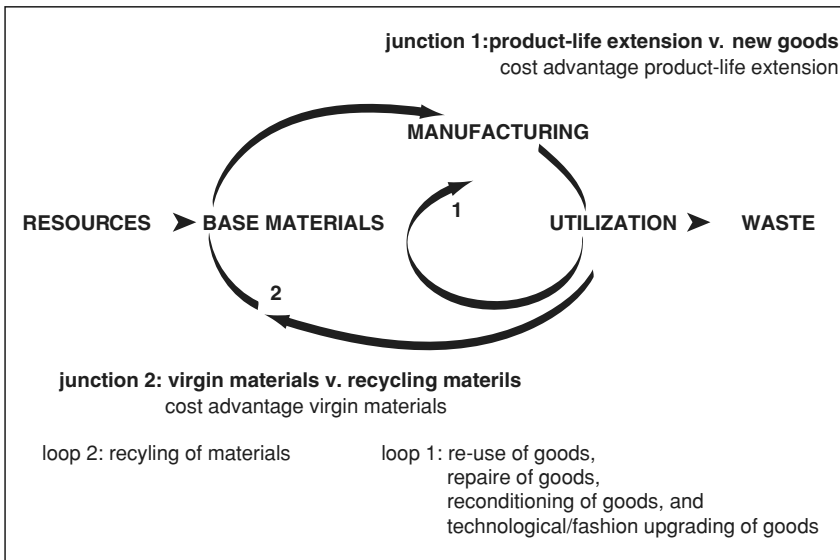 junction 1:product-life extension v. new goods
cost advantage product-life extension
MANUFACTURING
1
RESOURCES BASE MATERIALS UTILIZATION WASTE
2
junction 2: virgin materials v. recycling materils
cost advantage virgin materials
loop 2: recyling of materials
loop 1: re-use of goods,
repaire of goods,
reconditioning of goods, and
technological/fashion upgrading of goods